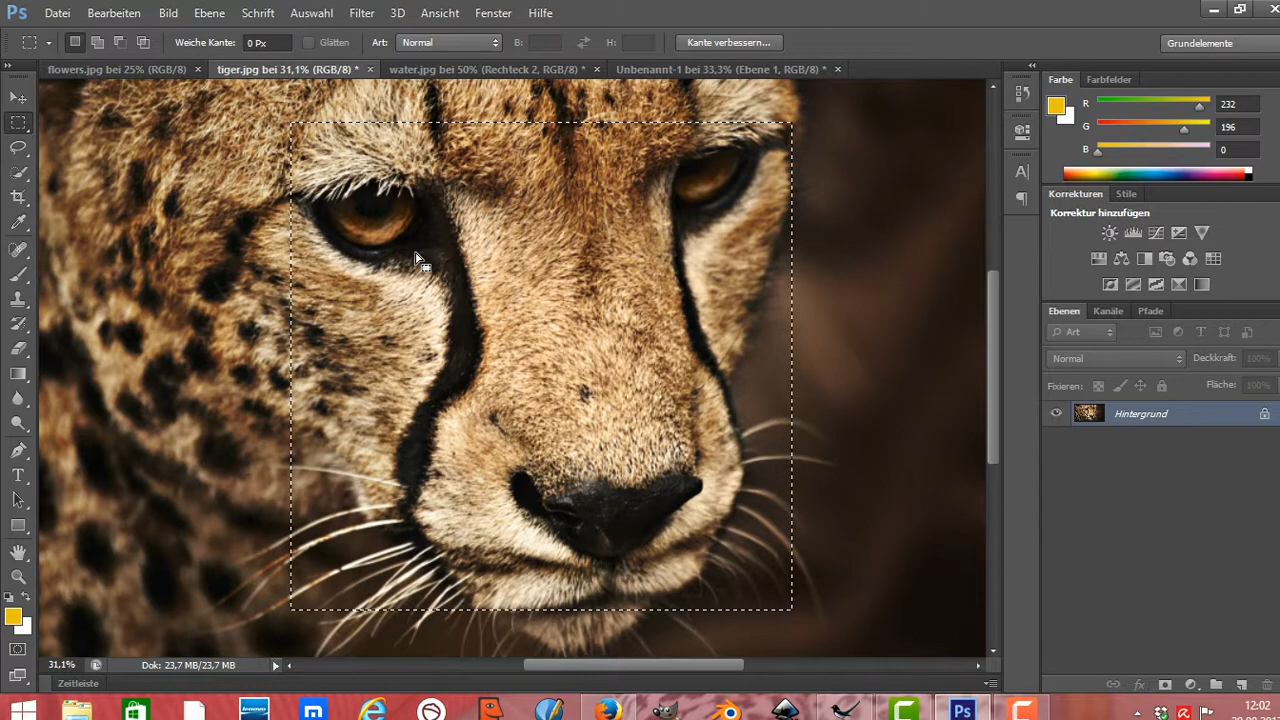 Ps Datei Bearbeiten Bild Ebene Schrift Auswahl Filter 3D Ansicht Fenster Hilfe
Weiche Kante: 0 Px Glätten Art: Normal B: H: Kante verbessern... Grundelemente
flowers.jpg bei 25% (RGB/8) × tiger.jpg bei 31,1% (RGB/8) * × water.jpg bei 50% (Rechteck 2, RGB/8) * × Unbenannt-1 bei 33,3% (Ebene 1, RGB/8) * ×
Farbe Farbfelder
R 232
G 196
B 0
Korrekturen Stile
Korrektur hinzufügen
Ebenen Kanäle Pfade
Art
Normal Deckkraft: 100%
Fixieren: Fläche: 100%
Hintergrund
31,1% Dok: 23,7 MB/23,7 MB
Zeitleiste
lenovo m Ps
12:02